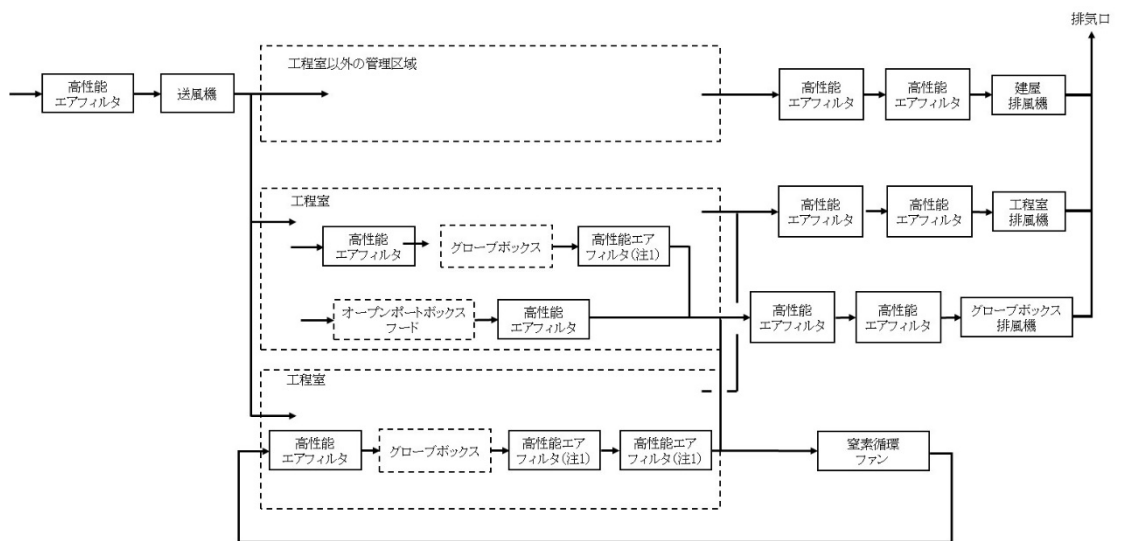 排気口
工程室以外の管理区域
高性能
エアフィルタ
送風機
高性能
エアフィルタ
高性能
エアフィルタ
建屋
排風機
工程室
高性能
エアフィルタ
高性能
エアフィルタ
工程室
排風機
高性能
エアフィルタ
グローブボックス
高性能エア
フィルタ(注1)
オープンポートボックス
フード
高性能
エアフィルタ
高性能
エアフィルタ
高性能
エアフィルタ
グローブボックス
排風機
工程室
高性能
エアフィルタ
グローブボックス
高性能エア
フィルタ(注1)
高性能エア
フィルタ(注1)
窒素循環
ファン